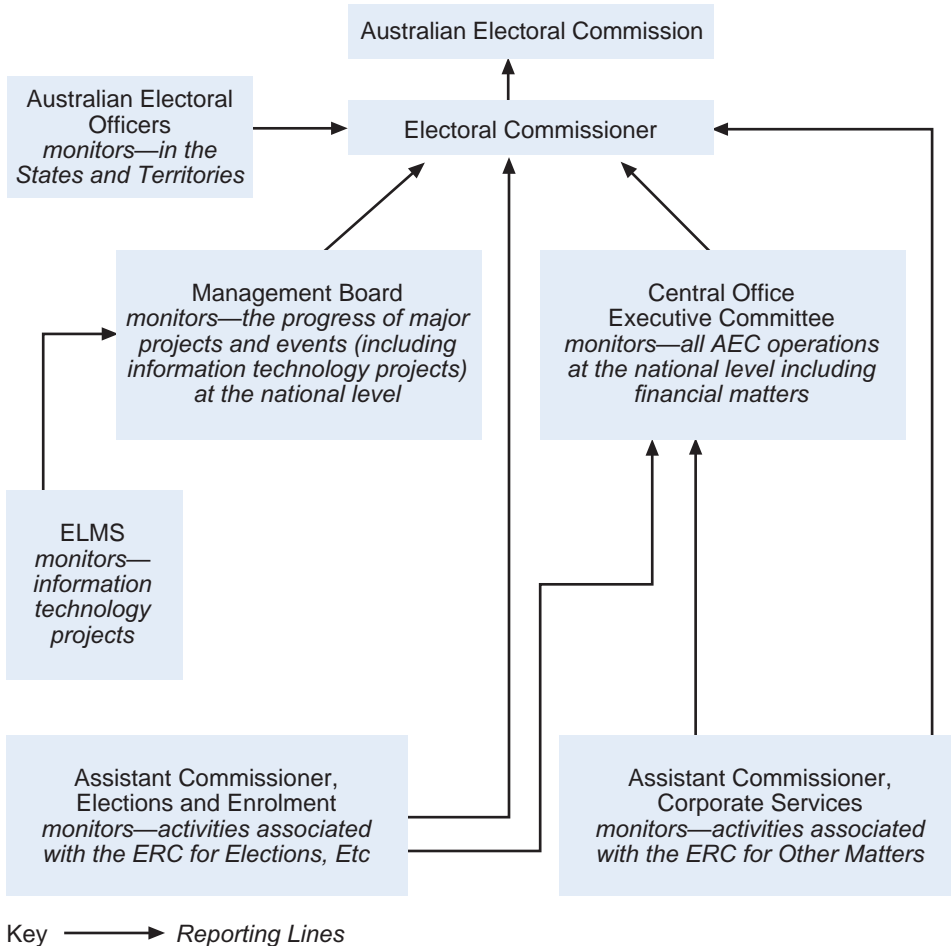 Australian Electoral Commission
Australian Electoral
Officers
monitors—in the
States and Territories
Electoral Commissioner
Management Board
monitors—the progress of major
projects and events (including
information technology projects)
at the national level
Central Office
Executive Committee
monitors—all AEC operations
at the national level including
financial matters
ELMS
monitors—
information
technology
projects
Assistant Commissioner,
Elections and Enrolment
monitors—activities associated
with the ERC for Elections, Etc
Assistant Commissioner,
Corporate Services
monitors—activities associated
with the ERC for Other Matters
Key Reporting Lines